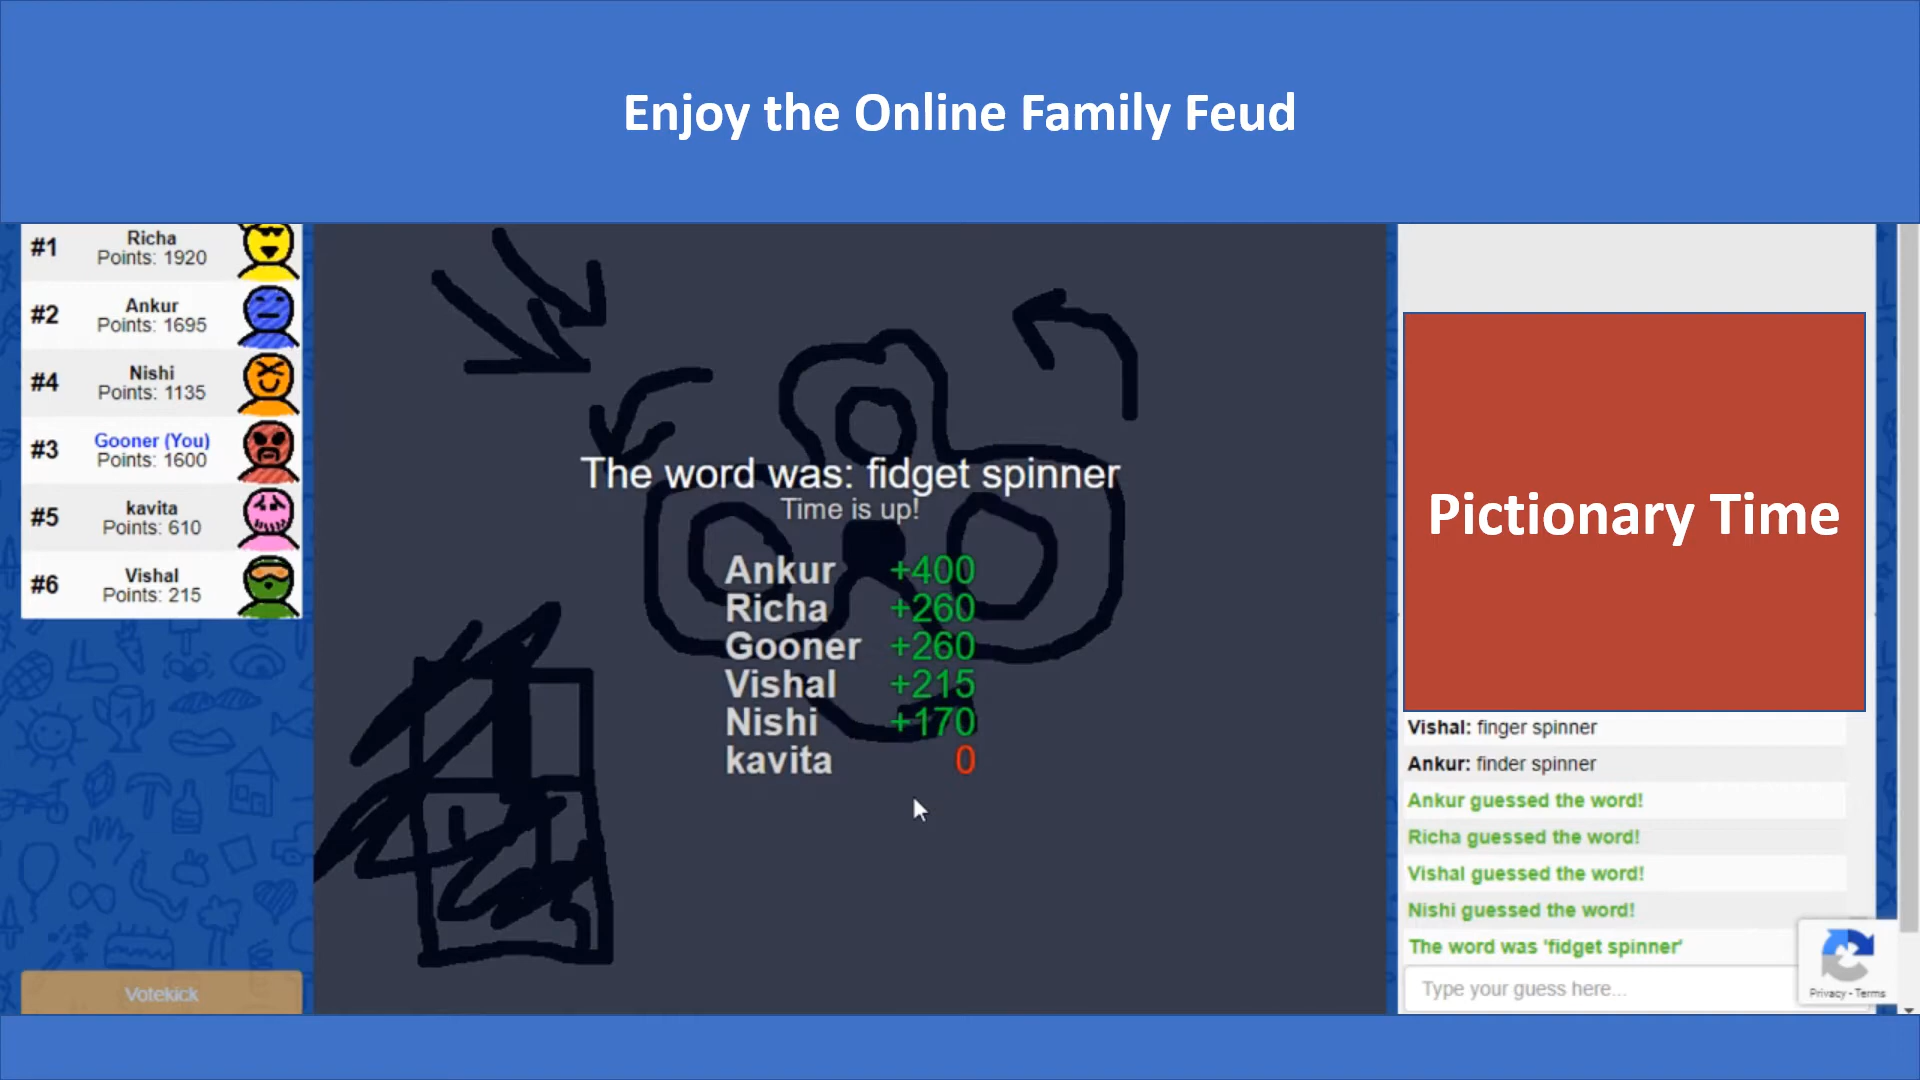 Enjoy the Online Family Feud
#1
Richa
Points: 1920
#2
Ankur
Points: 1695
#4
Nishi
Points: 1135
#3
Gooner (You)
Points: 1600
#5
kavita
Points: 610
#6
Vishal
Points: 215
Votekick
The word was: fidget spinner
Time is up!
Ankur +400
Richa +260
Gooner +260
Vishal +215
Nishi +170
kavita 0
Pictionary Time
Vishal: finger spinner
Ankur: finder spinner
Ankur guessed the word!
Richa guessed the word!
Vishal guessed the word!
Nishi guessed the word!
The word was 'fidget spinner'
Type your guess here...
Privacy - Terms